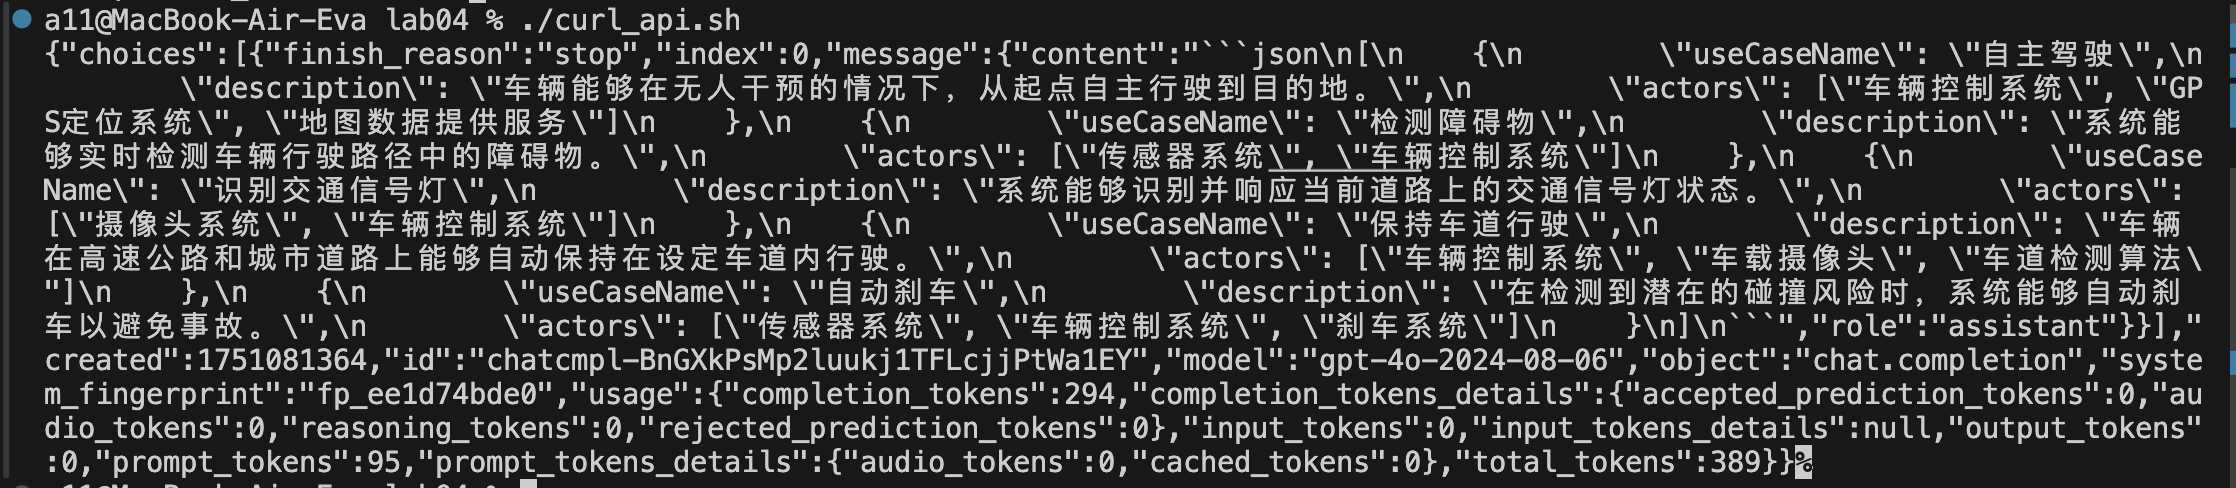 a11@MacBook-Air-Eva lab04 % ./curl_api.sh
{"choices":[{"finish_reason":"stop","index":0,"message":{"content":"```json\n[\n    {\n        \"useCaseName\": \"自主驾驶\",\n
        \"description\": \"车辆能够在无人干预的情况下，从起点自主行驶到目的地。\",\n        \"actors\": [\"车辆控制系统\", \"GP
S定位系统\", \"地图数据提供服务\"]\n    },\n    {\n        \"useCaseName\": \"检测障碍物\",\n        \"description\": \"系统能
够实时检测车辆行驶路径中的障碍物。\",\n        \"actors\": [\"传感器系统\", \"车辆控制系统\"]\n    },\n    {\n        \"useCase
Name\": \"识别交通信号灯\",\n        \"description\": \"系统能够识别并响应当前道路上的交通信号灯状态。\",\n        \"actors\":
[\"摄像头系统\", \"车辆控制系统\"]\n    },\n    {\n        \"useCaseName\": \"保持车道行驶\",\n        \"description\": \"车辆
在高速公路和城市道路上能够自动保持在设定车道内行驶。\",\n        \"actors\": [\"车辆控制系统\", \"车载摄像头\", \"车道检测算法\
"]\n    },\n    {\n        \"useCaseName\": \"自动刹车\",\n        \"description\": \"在检测到潜在的碰撞风险时，系统能够自动刹
车以避免事故。\",\n        \"actors\": [\"传感器系统\", \"车辆控制系统\", \"刹车系统\"]\n    }\n]\n```","role":"assistant"}}],"
created":1751081364,"id":"chatcmpl-BnGXkPsMp2luukj1TFLcjjPtWa1EY","model":"gpt-4o-2024-08-06","object":"chat.completion","syste
m_fingerprint":"fp_ee1d74bde0","usage":{"completion_tokens":294,"completion_tokens_details":{"accepted_prediction_tokens":0,"au
dio_tokens":0,"reasoning_tokens":0,"rejected_prediction_tokens":0},"input_tokens":0,"input_tokens_details":null,"output_tokens"
:0,"prompt_tokens":95,"prompt_tokens_details":{"audio_tokens":0,"cached_tokens":0},"total_tokens":389}}%
a11@MacBook-Air-Eva lab04 %